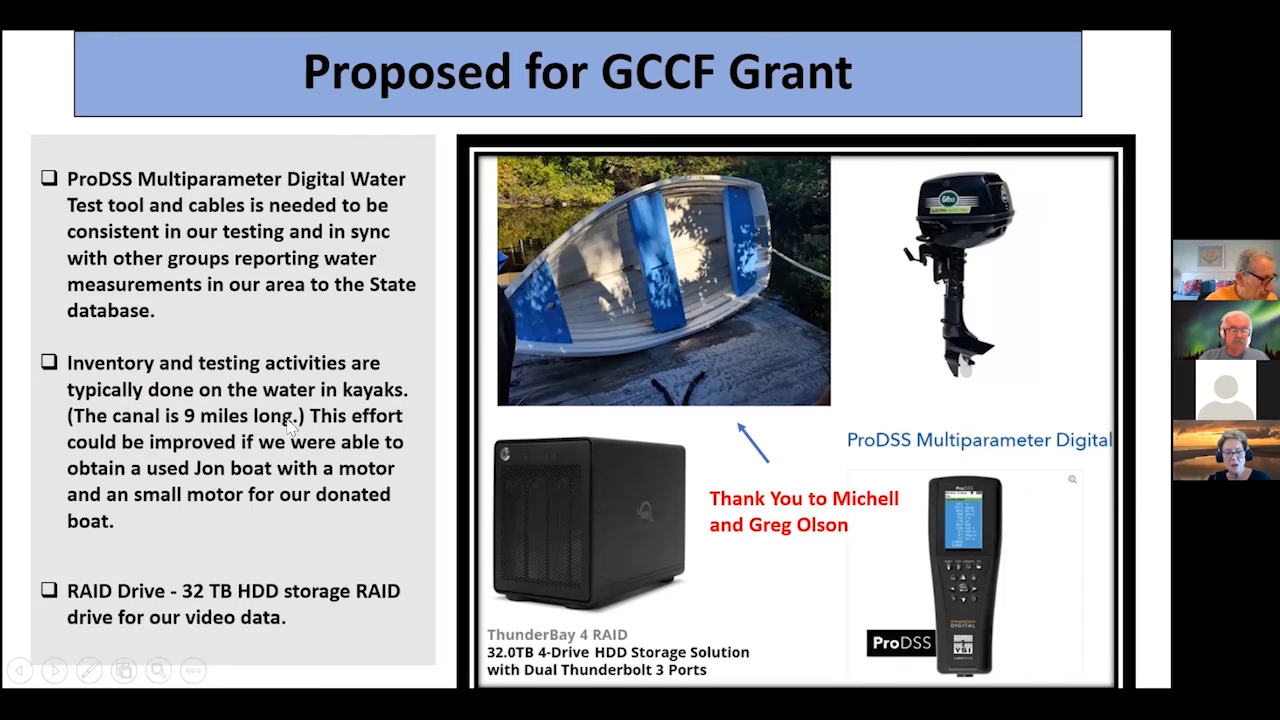 Proposed for GCCF Grant
ProDSS Multiparameter Digital Water
Test tool and cables is needed to be
consistent in our testing and in sync
with other groups reporting water
measurements in our area to the State
database.
Inventory and testing activities are
typically done on the water in kayaks.
(The canal is 9 miles long.) This effort
could be improved if we were able to
obtain a used Jon boat with a motor
and an small motor for our donated
boat.
RAID Drive - 32 TB HDD storage RAID
drive for our video data.
Thank You to Michell
and Greg Olson
ThunderBay 4 RAID
32.0TB 4-Drive HDD Storage Solution
with Dual Thunderbolt 3 Ports
ProDSS Multiparameter Digital
ProDSS
DIGITAL
YSI
ProDSS